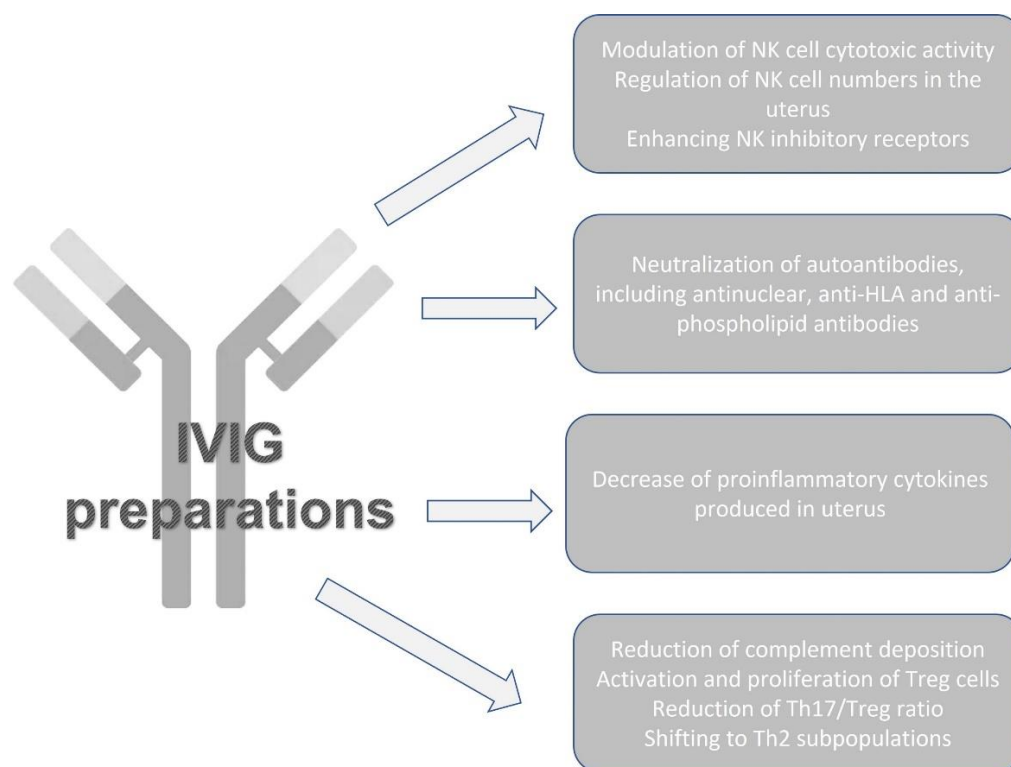 IVIG
preparations
Modulation of NK cell cytotoxic activity
Regulation of NK cell numbers in the
uterus
Enhancing NK inhibitory receptors
Neutralization of autoantibodies,
including antinuclear, anti-HLA and anti-
phospholipid antibodies
Decrease of proinflammatory cytokines
produced in uterus
Reduction of complement deposition
Activation and proliferation of Treg cells
Reduction of Th17/Treg ratio
Shifting to Th2 subpopulations